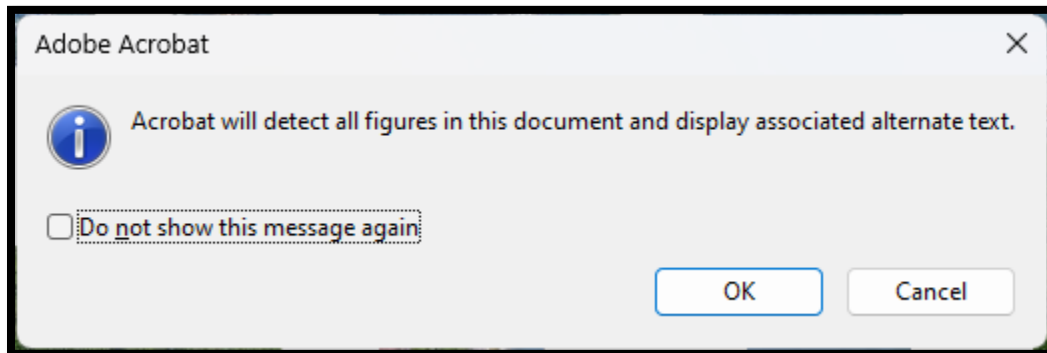 Adobe Acrobat
Acrobat will detect all figures in this document and display associated alternate text.
Do not show this message again
OK
Cancel